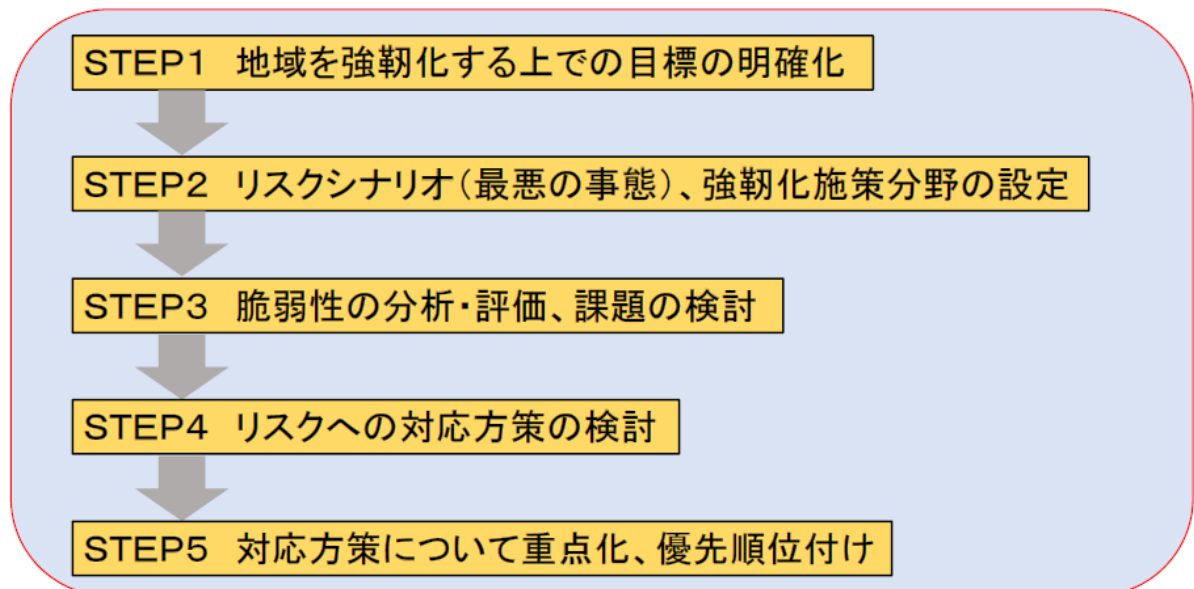 STEP1 地域を強靭化する上での目標の明確化
STEP2 リスクシナリオ(最悪の事態)、強靭化施策分野の設定
STEP3 脆弱性の分析・評価、課題の検討
STEP4 リスクへの対応方策の検討
STEP5 対応方策について重点化、優先順位付け